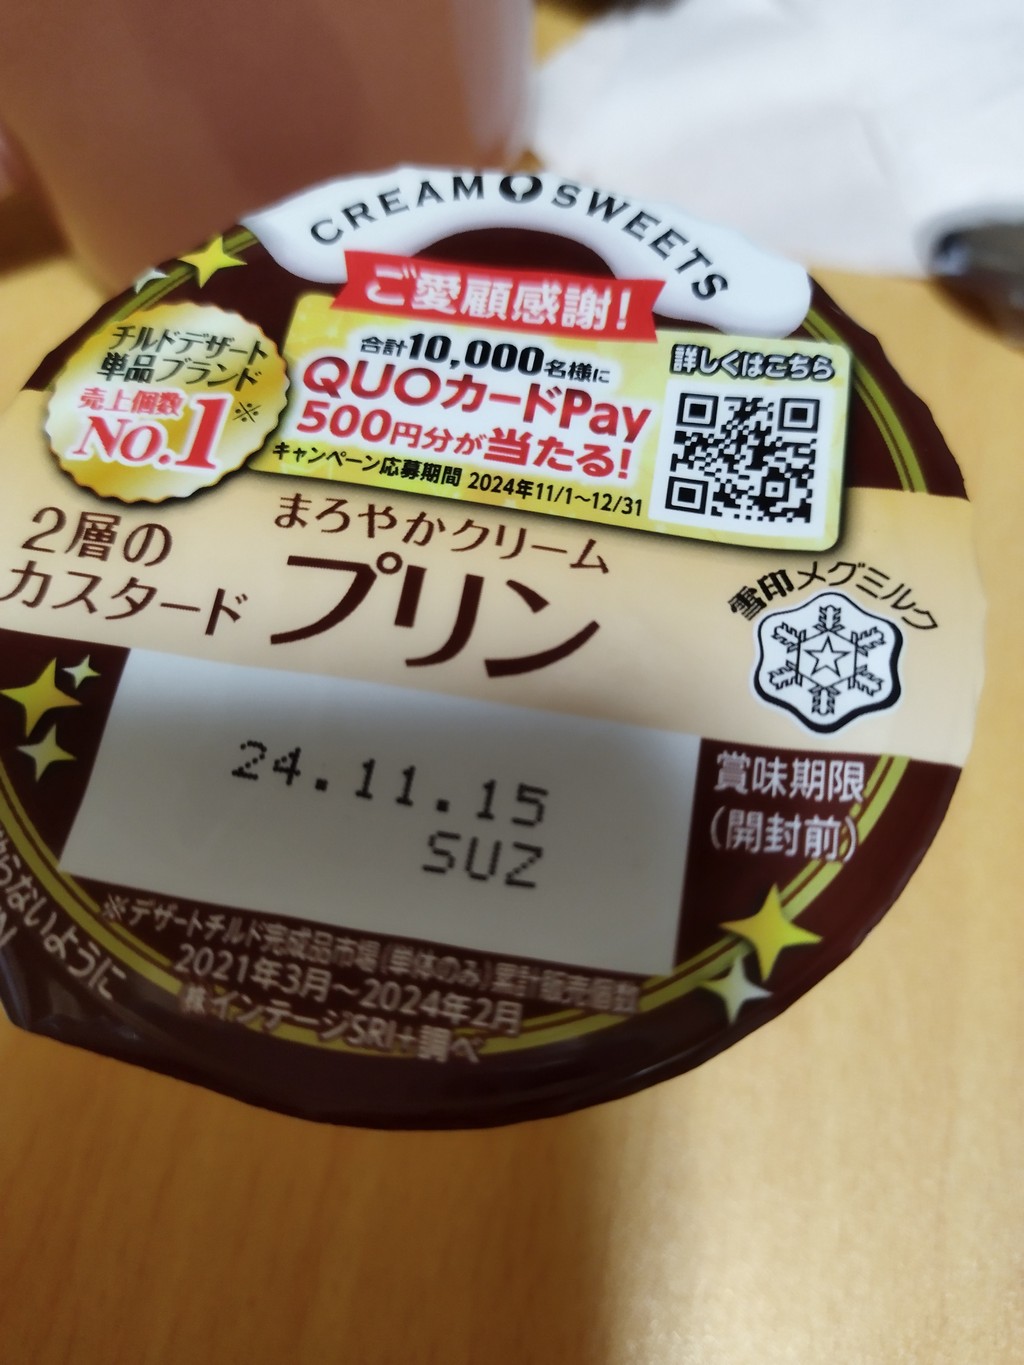 CREAM SWEETS
ご愛顧感謝!
チルドデザート
単品ブランド
売上個数
No.1※
合計10,000名様に
QUOカードPay
500円分が当たる!
キャンペーン応募期間 2024年11/1～12/31
詳しくはこちら
2層の
カスタード
まろやかクリーム
プリン
雪印メグミルク
24.11.15
SUZ
賞味期限
(開封前)
※デザートチルド完成品市場(単体のみ)累計販売個数
2021年3月～2024年2月
㈱インテージSRI+調べ
らないように